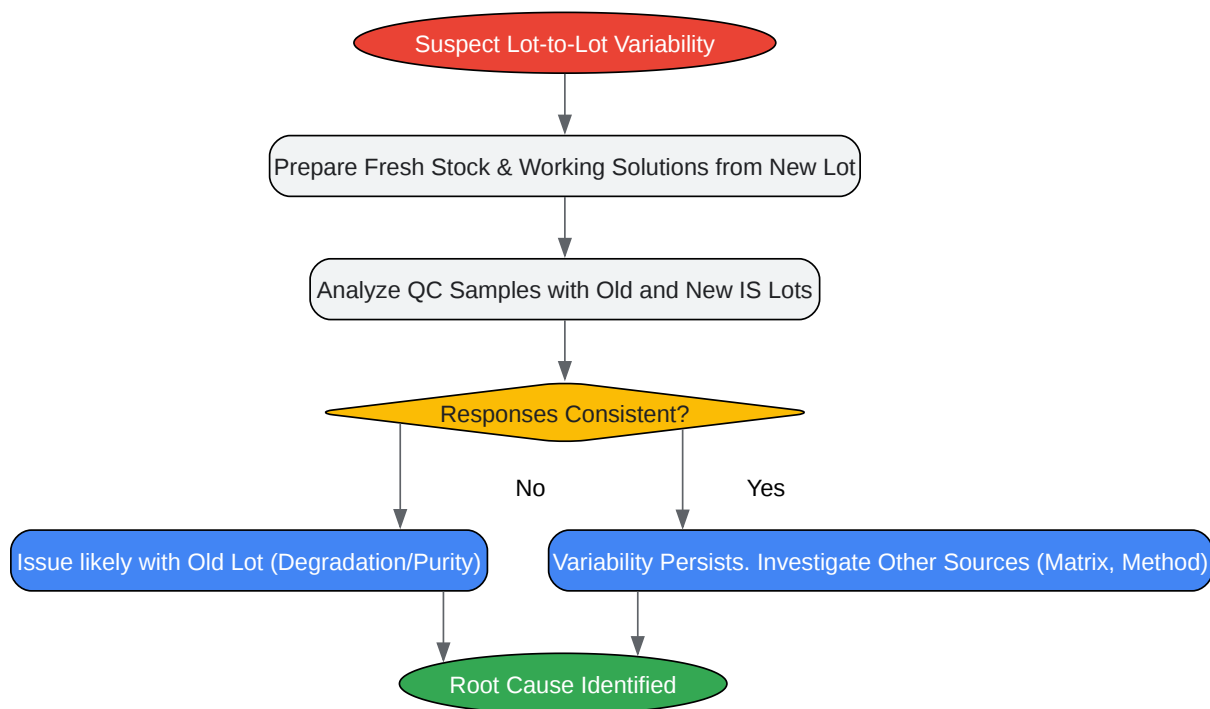 Suspect Lot-to-Lot Variability
Prepare Fresh Stock & Working Solutions from New Lot
Analyze QC Samples with Old and New IS Lots
Responses Consistent?
No
Yes
Issue likely with Old Lot (Degradation/Purity)
Variability Persists. Investigate Other Sources (Matrix, Method)
Root Cause Identified